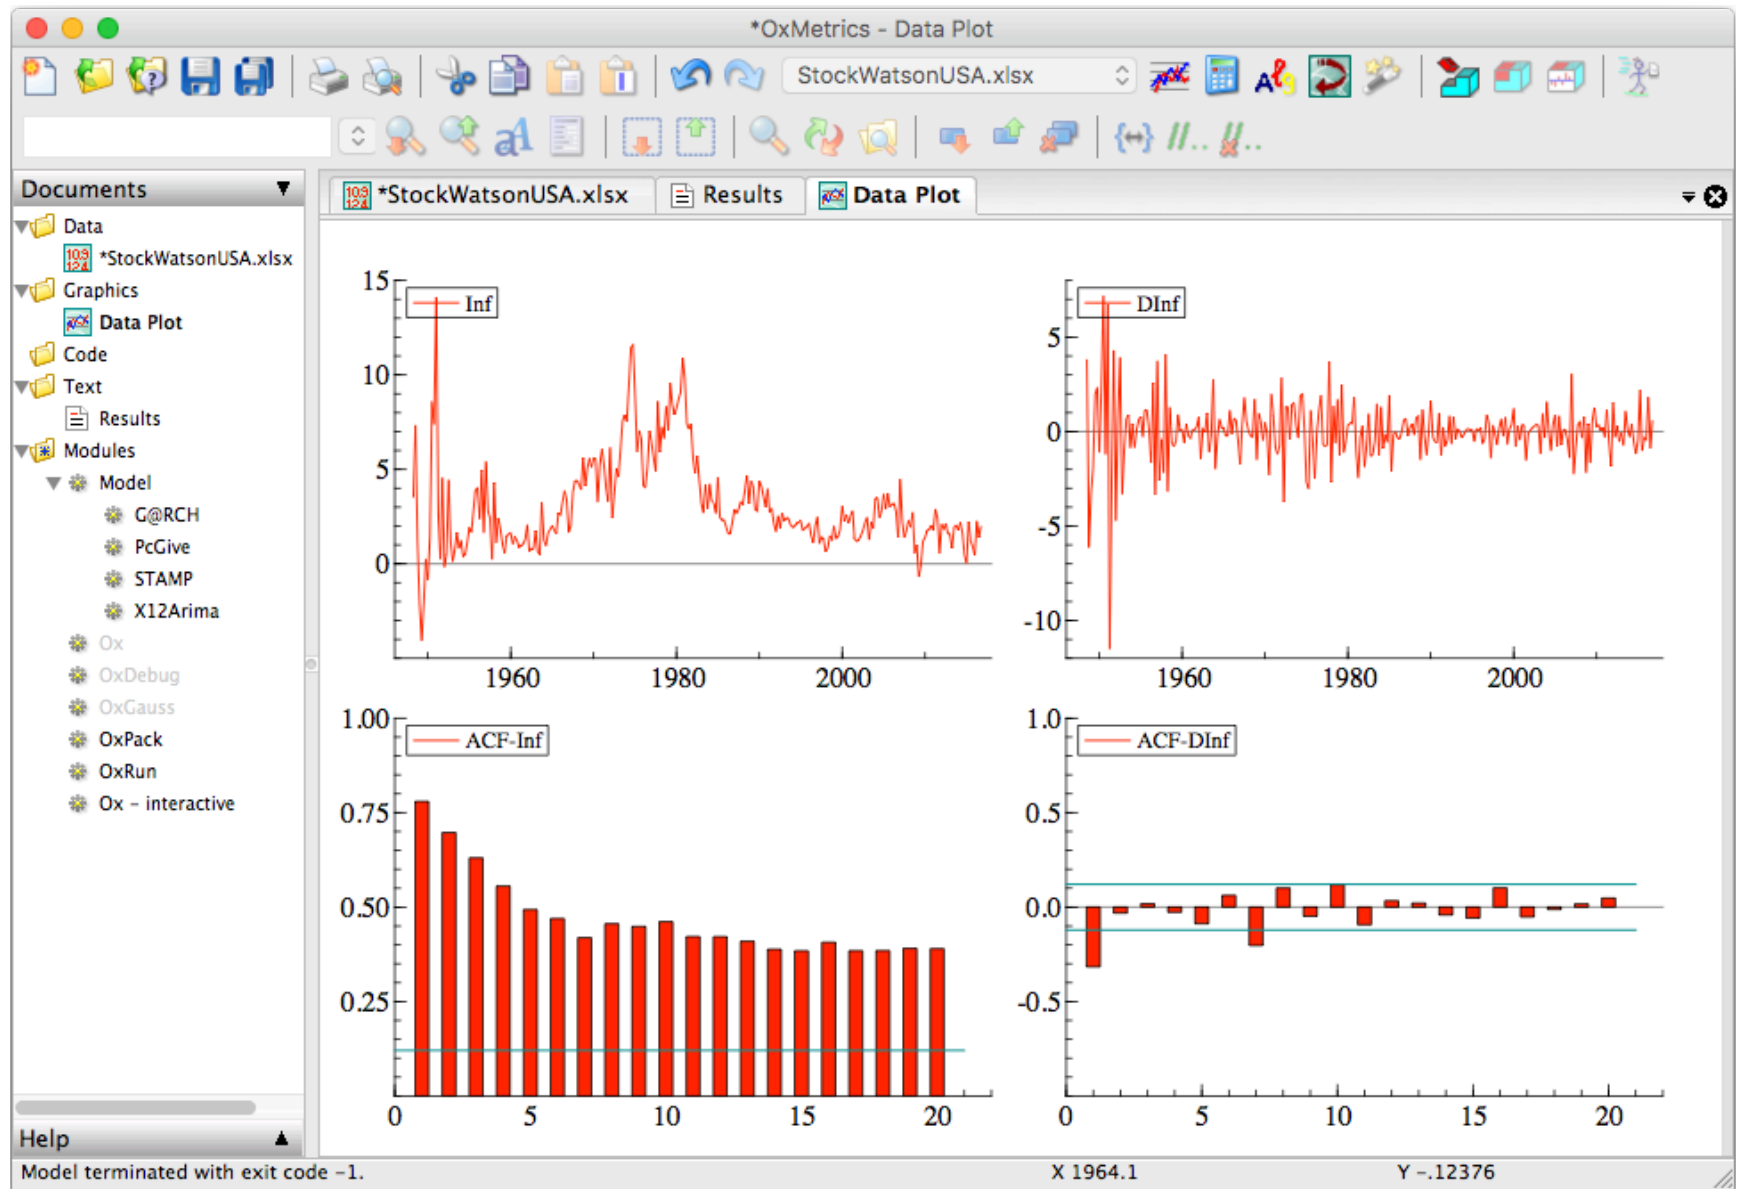 *OxMetrics - Data Plot
StockWatsonUSA.xlsx
Documents
Data
*StockWatsonUSA.xlsx
Graphics
Data Plot
Code
Text
Results
Modules
Model
G@RCH
PcGive
STAMP
X12Arima
Ox
OxDebug
OxGauss
OxPack
OxRun
Ox - interactive
Help
*StockWatsonUSA.xlsx Results Data Plot
Inf
15
10
5
0
1960 1980 2000
DInf
5
0
-5
-10
1960 1980 2000
ACF-Inf
1.00
0.75
0.50
0.25
0 5 10 15 20
ACF-DInf
1.0
0.5
0.0
-0.5
0 5 10 15 20
Model terminated with exit code -1. X 1964.1 Y -.12376